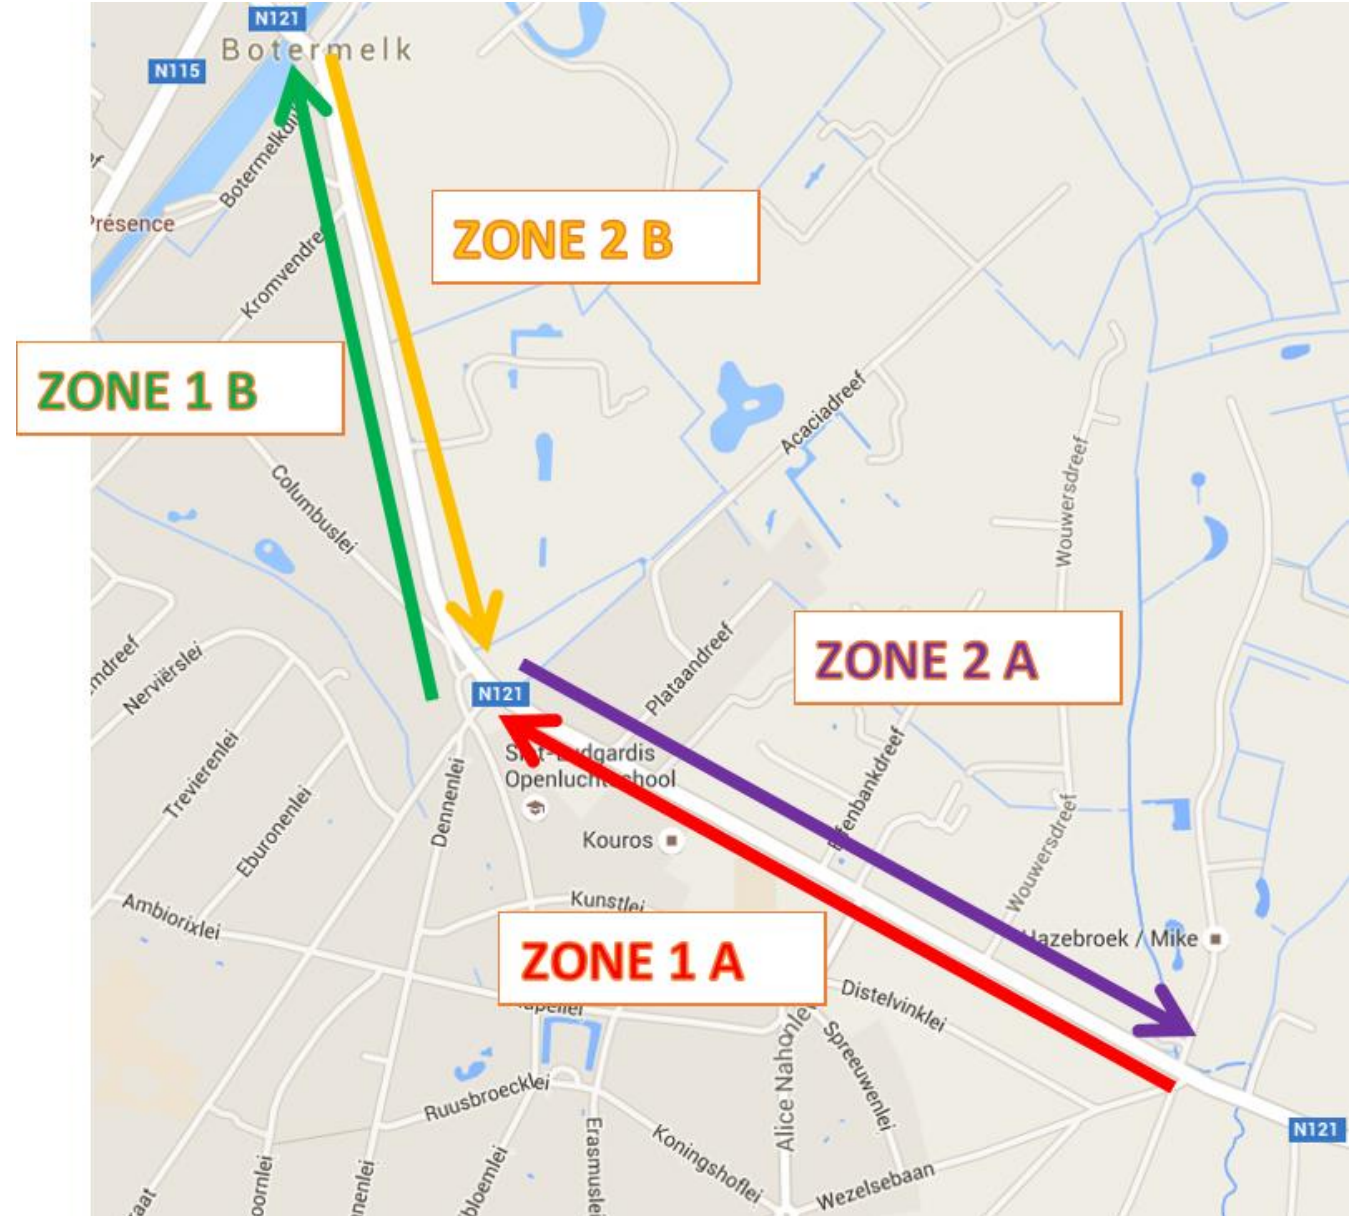 N121
Botermelk
N115
Botermelkdijk
Présence
Kromvendreef
ZONE 2 B
ZONE 1 B
Acaciadreef
Columbuslei
Wouwersdreef
Nerviërslei
Plataandreef
ZONE 2 A
N121
Openluchtschool
Trevierenlei
Dennenlei
Eburonenlei
Kouros
Wouwersdreef
Ambiorixlei
Kunstlei
Hazebroek / Mike
ZONE 1 A
Distelvinklei
Spreeuwenlei
Alice Nahonlei
Ruusbroecklei
Erasmuslei
Koningshoflei
Wezelsebaan
N121